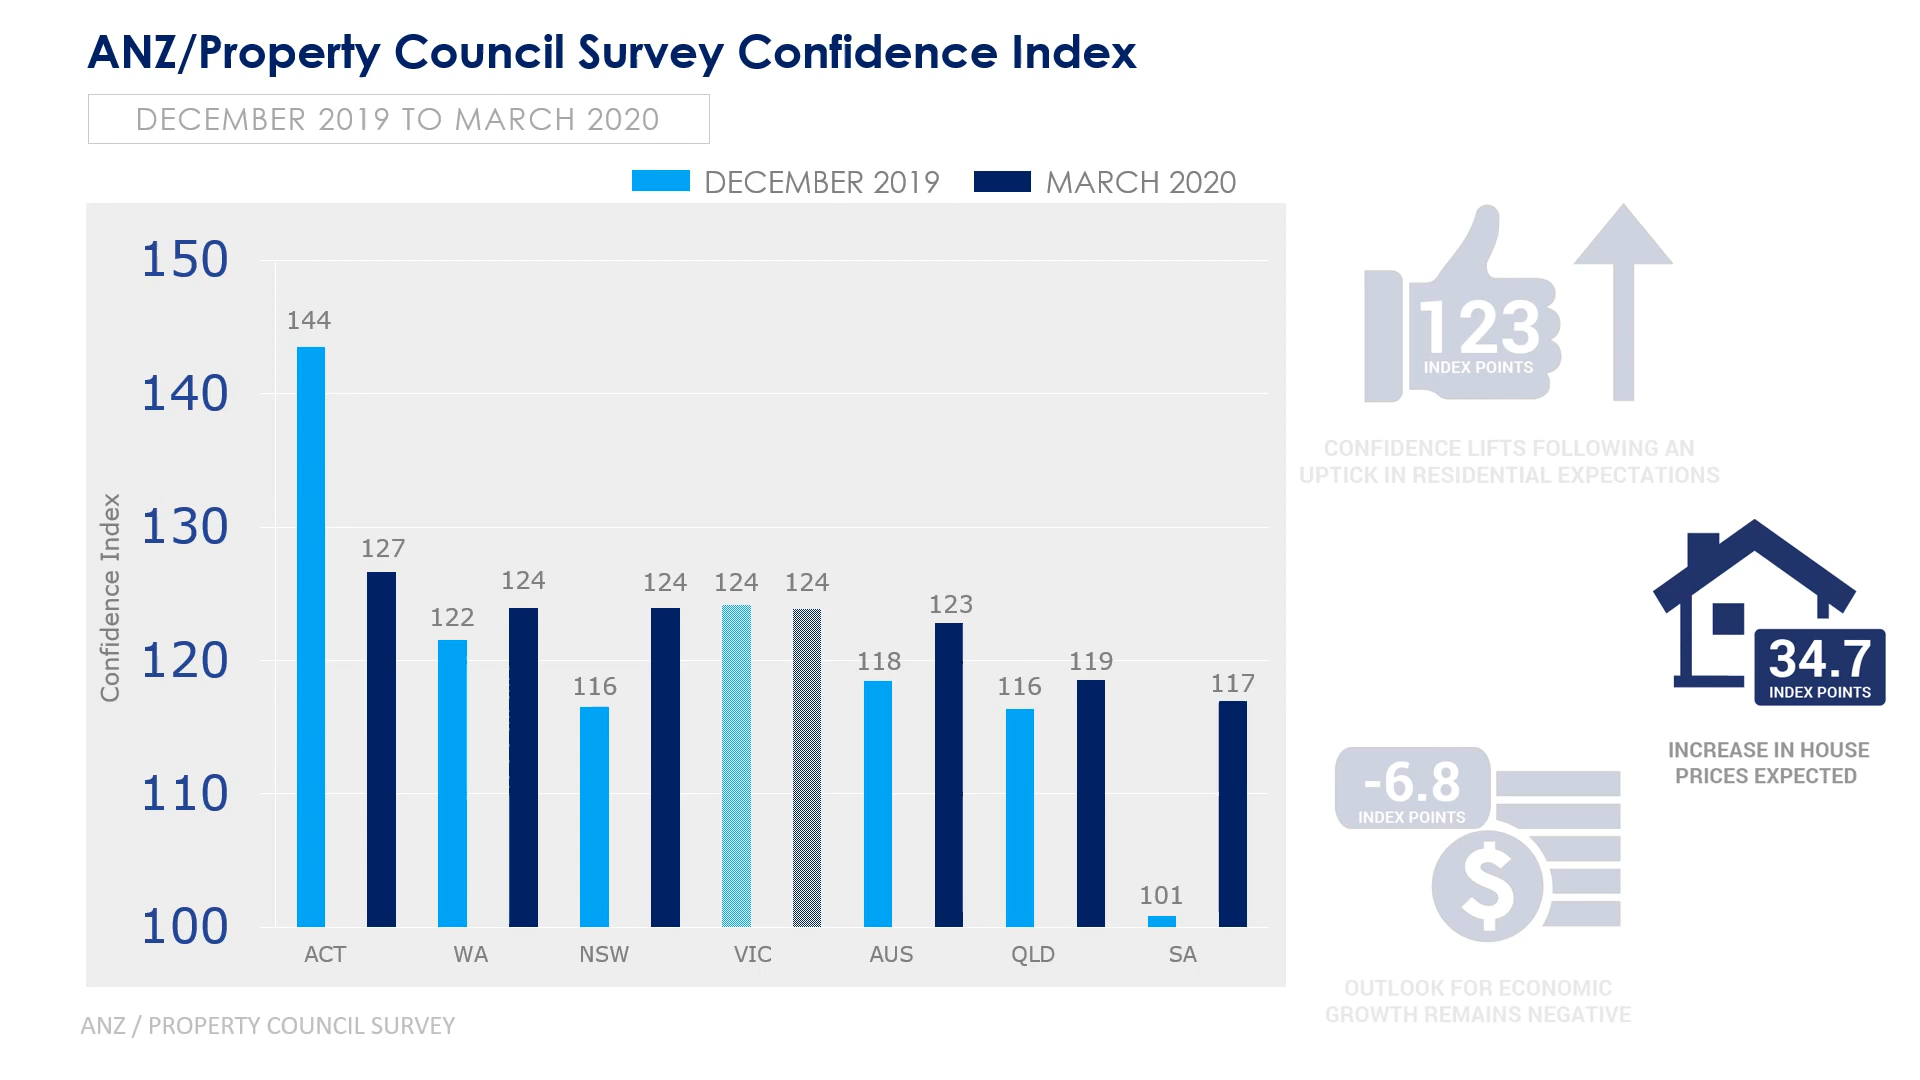 ANZ/Property Council Survey Confidence Index
DECEMBER 2019 TO MARCH 2020
DECEMBER 2019 MARCH 2020
150
140
130
120
110
100
Confidence Index
144
127
122
124
116
124
124
124
118
123
116
119
101
117
ACT WA NSW VIC AUS QLD SA
ANZ / PROPERTY COUNCIL SURVEY
123
INDEX POINTS
CONFIDENCE LIFTS FOLLOWING AN
UPTICK IN RESIDENTIAL EXPECTATIONS
34.7
INDEX POINTS
INCREASE IN HOUSE
PRICES EXPECTED
-6.8
INDEX POINTS
$
OUTLOOK FOR ECONOMIC
GROWTH REMAINS NEGATIVE